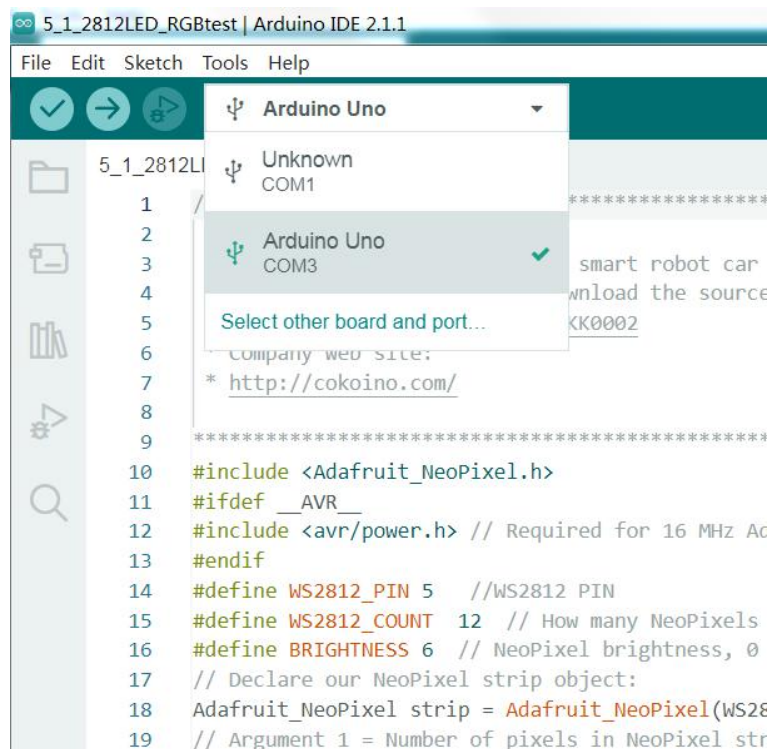 5_1_2812LED_RGBtest | Arduino IDE 2.1.1
File Edit Sketch Tools Help
Arduino Uno
5_1_2812L
Unknown
COM1
Arduino Uno
COM3
Select other board and port...
1 /
2
3 smart robot car
4 wnload the source
5 KK0002
6 * Company web site:
7 * http://cokoino.com/
8
9 ************************************************
10 #include <Adafruit_NeoPixel.h>
11 #ifdef __AVR__
12 #include <avr/power.h> // Required for 16 MHz Ad
13 #endif
14 #define WS2812_PIN 5 //WS2812 PIN
15 #define WS2812_COUNT 12 // How many NeoPixels
16 #define BRIGHTNESS 6 // NeoPixel brightness, 0
17 // Declare our NeoPixel strip object:
18 Adafruit_NeoPixel strip = Adafruit_NeoPixel(WS28
19 // Argument 1 = Number of pixels in NeoPixel str